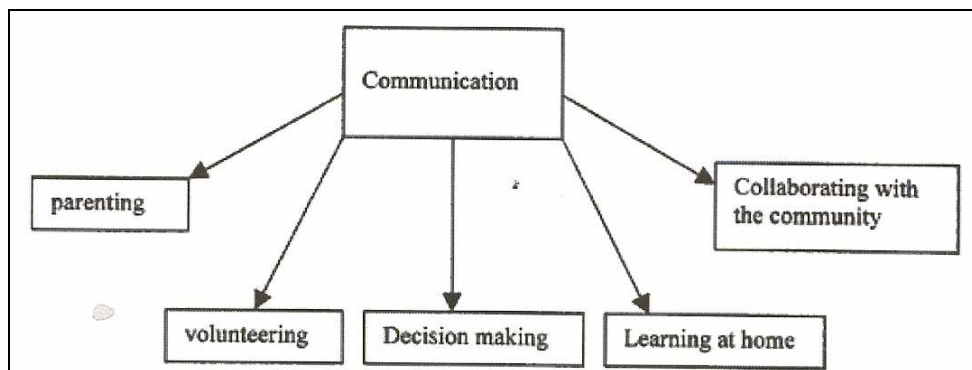 Communication
parenting
Collaborating with
the community
volunteering
Decision making
Learning at home